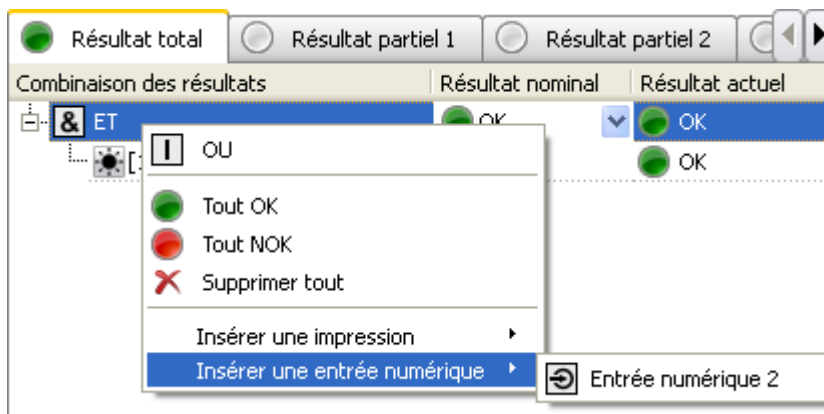 Résultat total Résultat partiel 1 Résultat partiel 2
Combinaison des résultats Résultat nominal Résultat actuel
& ET OK OK
OU
OK
Tout OK
Tout NOK
Supprimer tout
Insérer une impression
Insérer une entrée numérique
Entrée numérique 2